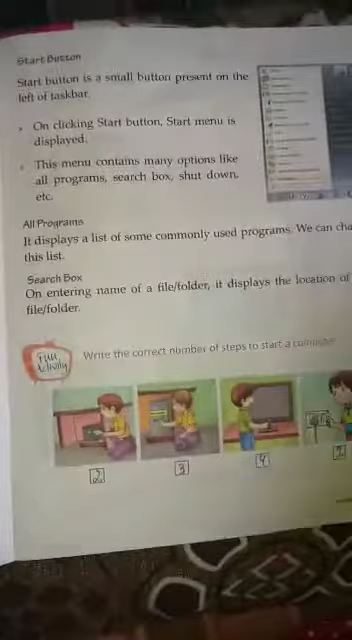 Start Button
Start button is a small button present on the
left of taskbar.
On clicking Start button, Start menu is
displayed.
This menu contains many options like
all programs, search box, shut down,
etc.
All Programs
It displays a list of some commonly used programs. We can cha
this list.
Search Box
On entering name of a file/folder, it displays the location of
file/folder.
Fun
Activity
Write the correct number of steps to start a computer
2
3
4